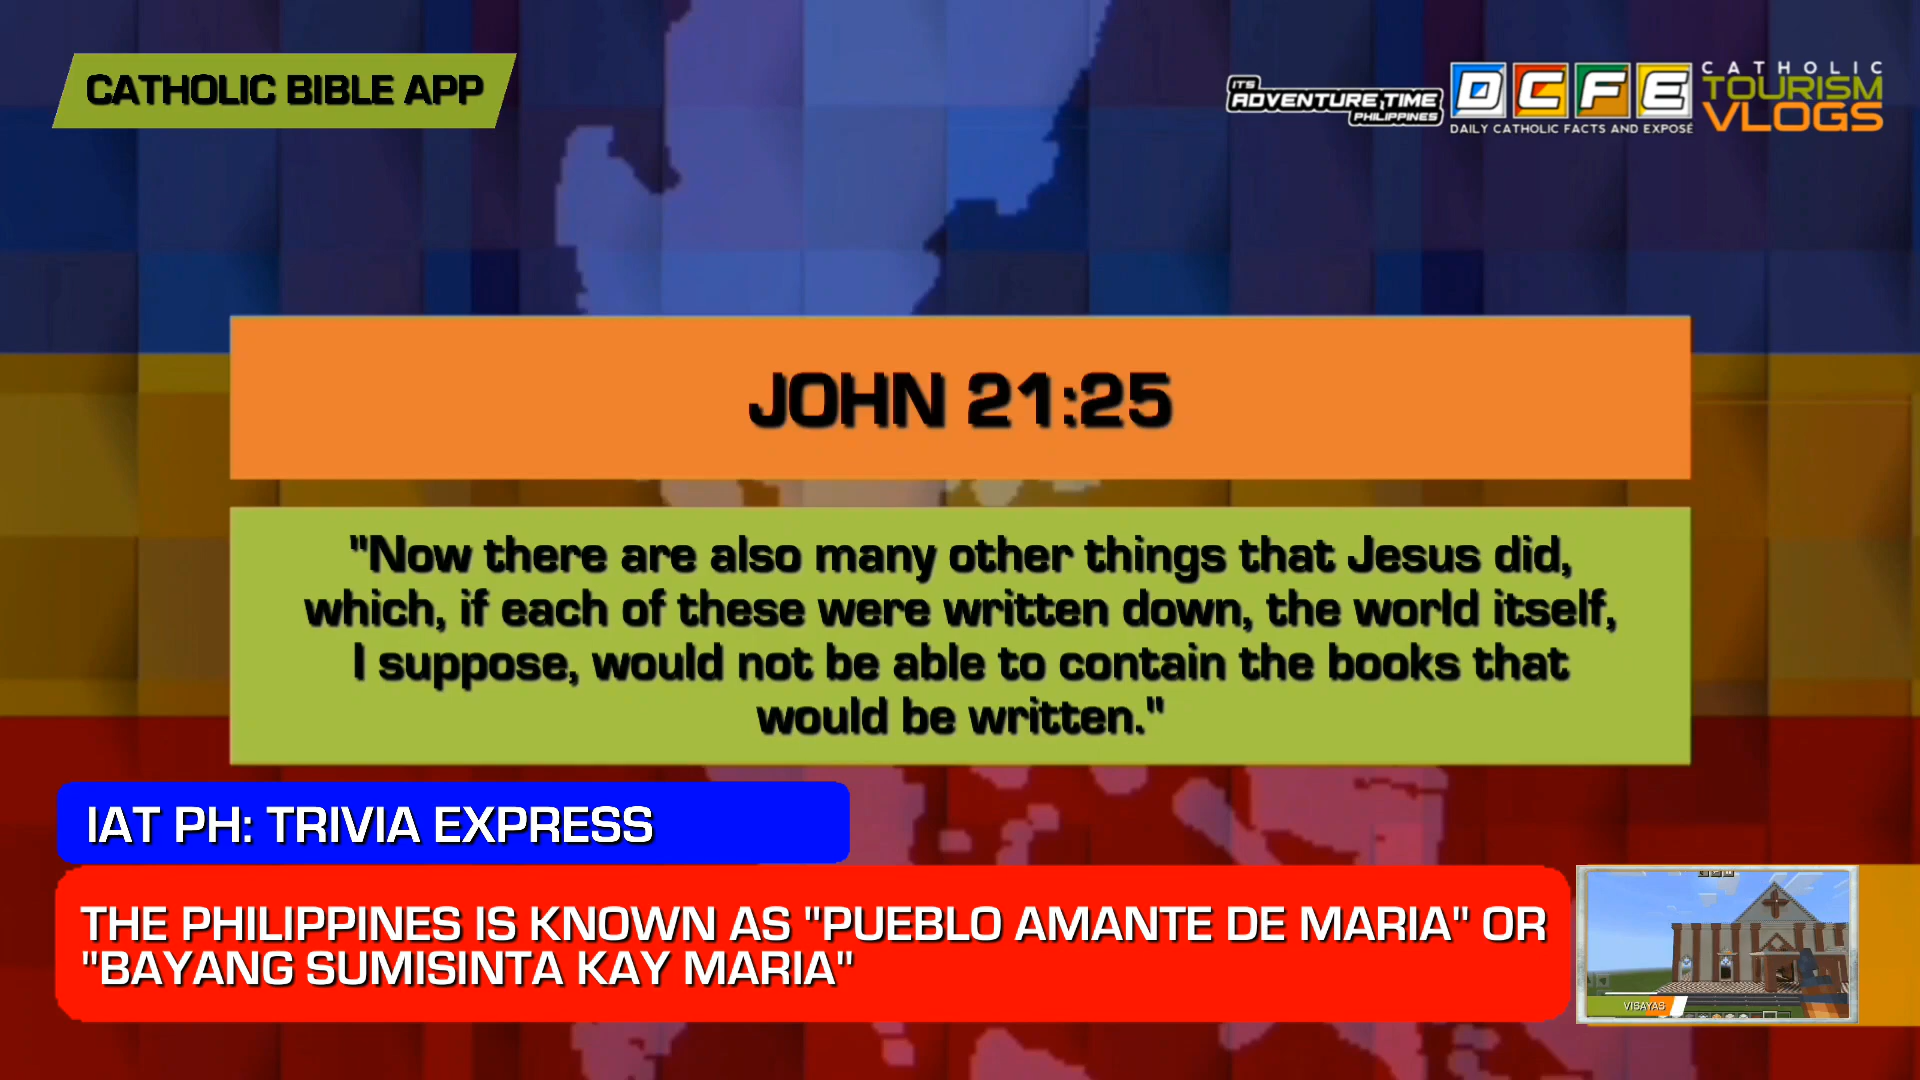 CATHOLIC BIBLE APP
IT'S
ADVENTURE TIME
PHILIPPINES
DCFE
DAILY CATHOLIC FACTS AND EXPOSÉ
CATHOLIC
TOURISM
VLOGS
JOHN 21:25
"Now there are also many other things that Jesus did,
which, if each of these were written down, the world itself,
I suppose, would not be able to contain the books that
would be written."
IAT PH: TRIVIA EXPRESS
THE PHILIPPINES IS KNOWN AS "PUEBLO AMANTE DE MARIA" OR
"BAYANG SUMISINTA KAY MARIA"
VISAYAS